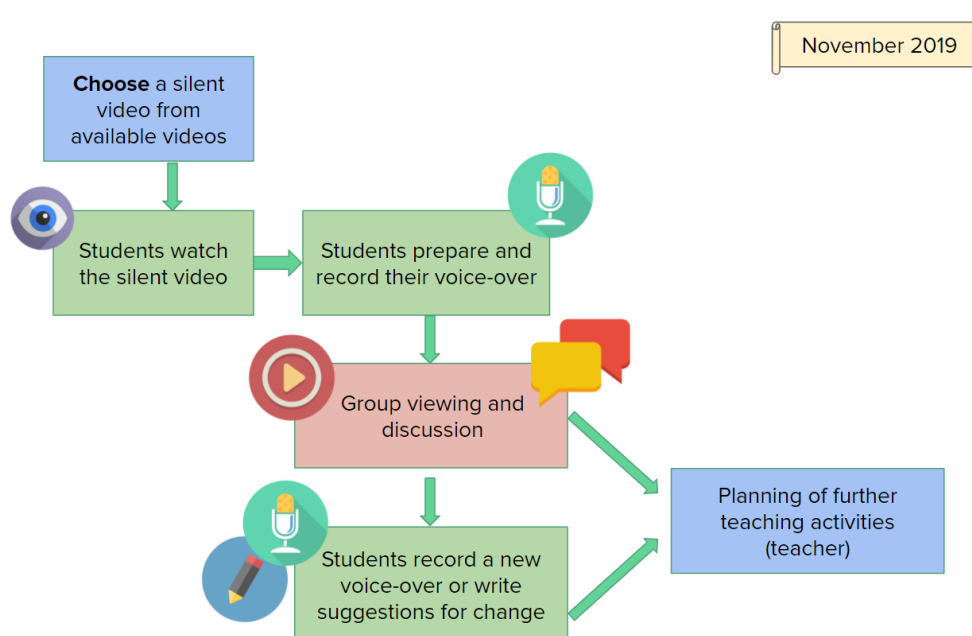 November 2019
Choose a silent
video from
available videos
Students watch
the silent video
Students prepare and
record their voice-over
Group viewing and
discussion
Planning of further
teaching activities
(teacher)
Students record a new
voice-over or write
suggestions for change